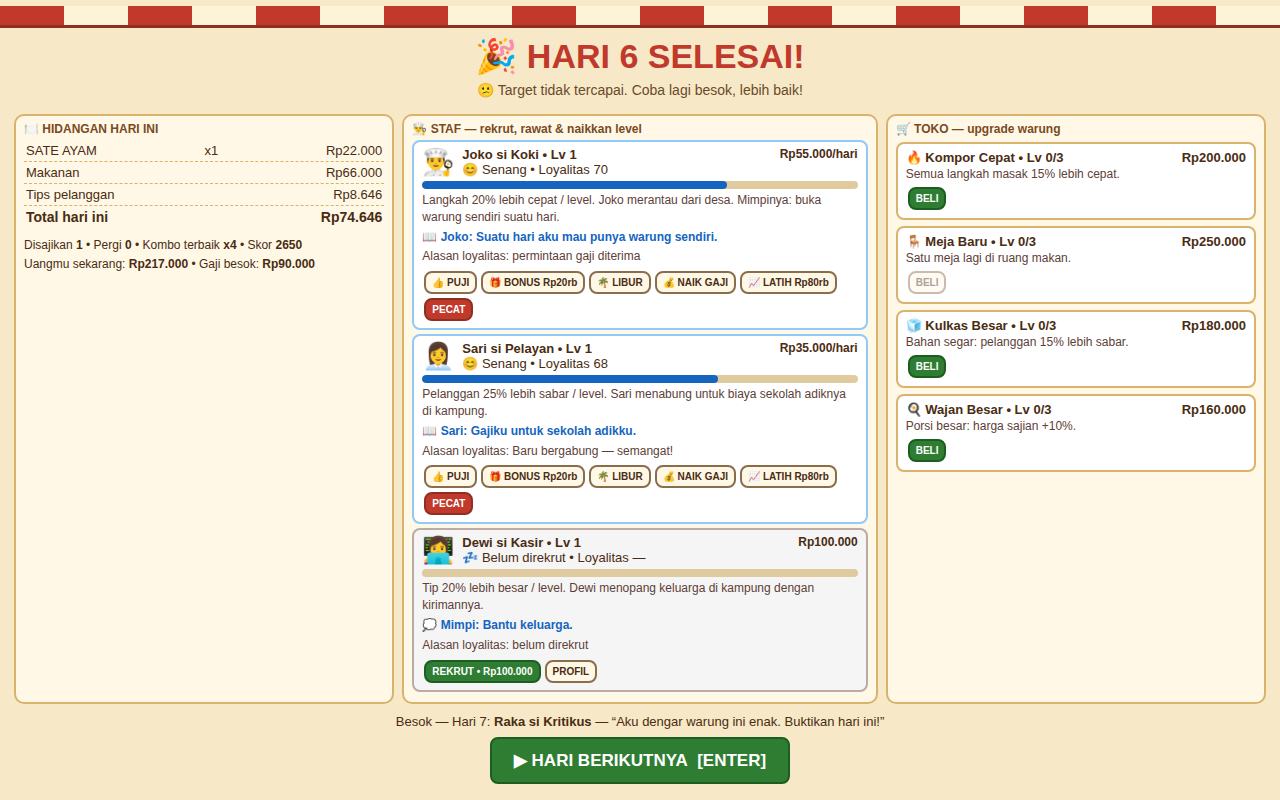 🎉 HARI 6 SELESAI!
😕 Target tidak tercapai. Coba lagi besok, lebih baik!
🍽️ HIDANGAN HARI INI
SATE AYAM x1 Rp22.000
Makanan Rp66.000
Tips pelanggan Rp8.646
Total hari ini Rp74.646
Disajikan 1 • Pergi 0 • Kombo terbaik x4 • Skor 2650
Uangmu sekarang: Rp217.000 • Gaji besok: Rp90.000
👨‍🍳 STAF — rekrut, rawat & naikkan level
Joko si Koki • Lv 1 Rp55.000/hari
😊 Senang • Loyalitas 70
Langkah 20% lebih cepat / level. Joko merantau dari desa. Mimpinya: buka
warung sendiri suatu hari.
📖 Joko: Suatu hari aku mau punya warung sendiri.
Alasan loyalitas: permintaan gaji diterima
👍 PUJI 🎁 BONUS Rp20rb 🌴 LIBUR 💰 NAIK GAJI 📈 LATIH Rp80rb
PECAT
Sari si Pelayan • Lv 1 Rp35.000/hari
😊 Senang • Loyalitas 68
Pelanggan 25% lebih sabar / level. Sari menabung untuk biaya sekolah adiknya
di kampung.
📖 Sari: Gajiku untuk sekolah adikku.
Alasan loyalitas: Baru bergabung — semangat!
👍 PUJI 🎁 BONUS Rp20rb 🌴 LIBUR 💰 NAIK GAJI 📈 LATIH Rp80rb
PECAT
Dewi si Kasir • Lv 1 Rp100.000
💤 Belum direkrut • Loyalitas —
Tip 20% lebih besar / level. Dewi menopang keluarga di kampung dengan
kirimannya.
💭 Mimpi: Bantu keluarga.
Alasan loyalitas: belum direkrut
REKRUT • Rp100.000 PROFIL
🛒 TOKO — upgrade warung
🔥 Kompor Cepat • Lv 0/3 Rp200.000
Semua langkah masak 15% lebih cepat.
BELI
🪑 Meja Baru • Lv 0/3 Rp250.000
Satu meja lagi di ruang makan.
BELI
🧊 Kulkas Besar • Lv 0/3 Rp180.000
Bahan segar: pelanggan 15% lebih sabar.
BELI
🍳 Wajan Besar • Lv 0/3 Rp160.000
Porsi besar: harga sajian +10%.
BELI
Besok — Hari 7: Raka si Kritikus — “Aku dengar warung ini enak. Buktikan hari ini!”
▶ HARI BERIKUTNYA [ENTER]